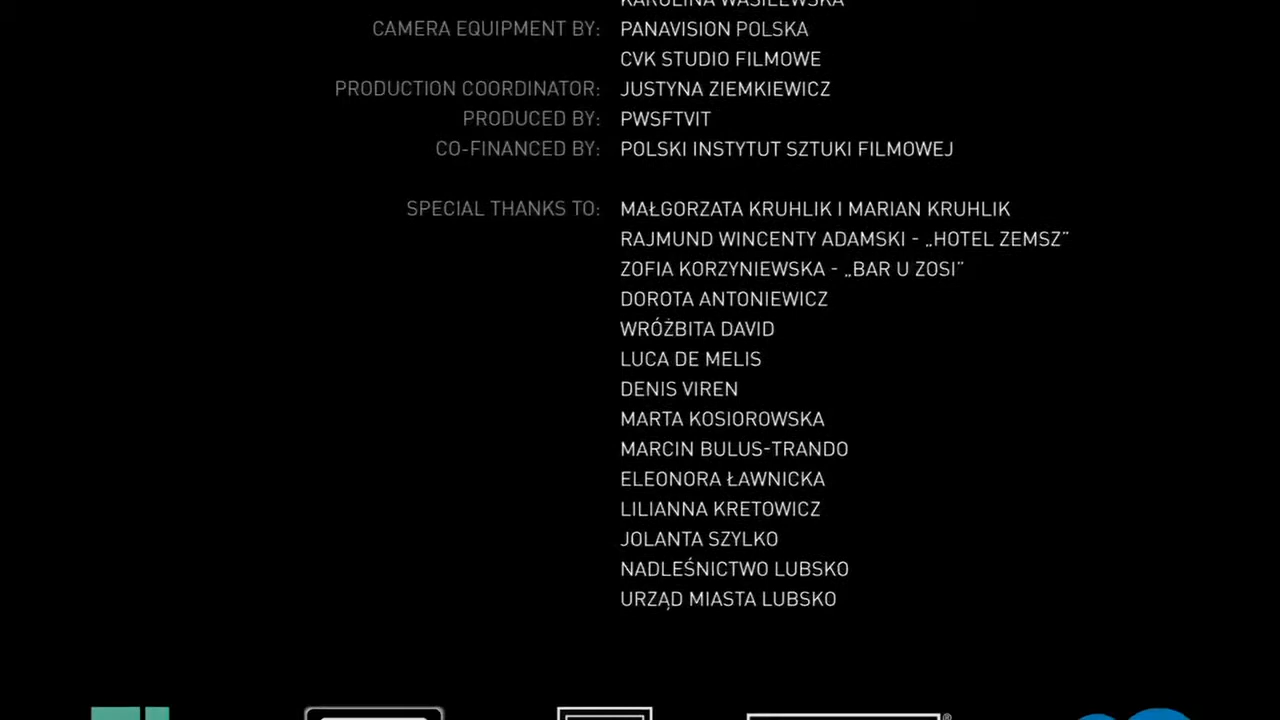 KAROLINA WASILEWSKA
CAMERA EQUIPMENT BY: PANAVISION POLSKA
CVK STUDIO FILMOWE
PRODUCTION COORDINATOR: JUSTYNA ZIEMKIEWICZ
PRODUCED BY: PWSFTVIT
CO-FINANCED BY: POLSKI INSTYTUT SZTUKI FILMOWEJ
SPECIAL THANKS TO: MAŁGORZATA KRUHLIK I MARIAN KRUHLIK
RAJMUND WINCENTY ADAMSKI - „HOTEL ZEMSZ”
ZOFIA KORZYNIEWSKA - „BAR U ZOSI”
DOROTA ANTONIEWICZ
WRÓŻBITA DAVID
LUCA DE MELIS
DENIS VIREN
MARTA KOSIOROWSKA
MARCIN BULUS-TRANDO
ELEONORA ŁAWNICKA
LILIANNA KRETOWICZ
JOLANTA SZYLKO
NADLEŚNICTWO LUBSKO
URZĄD MIASTA LUBSKO
®